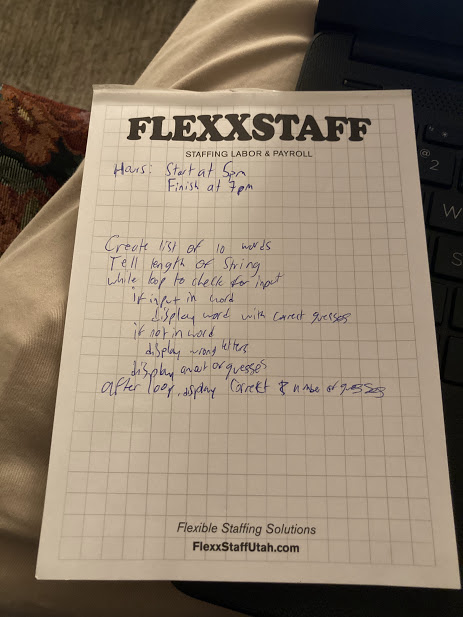 FLEXXSTAFF
STAFFING LABOR & PAYROLL
Hours: Start at 5pm
Finish at 7pm
Create list of 10 words
Tell length of String
while loop to check for input
if input in word
display word with correct guesses
if not in word
display wrong letters
display amount of guesses
after loop, display correct & number of guesses
Flexible Staffing Solutions
FlexxStaffUtah.com
@
2
W
S